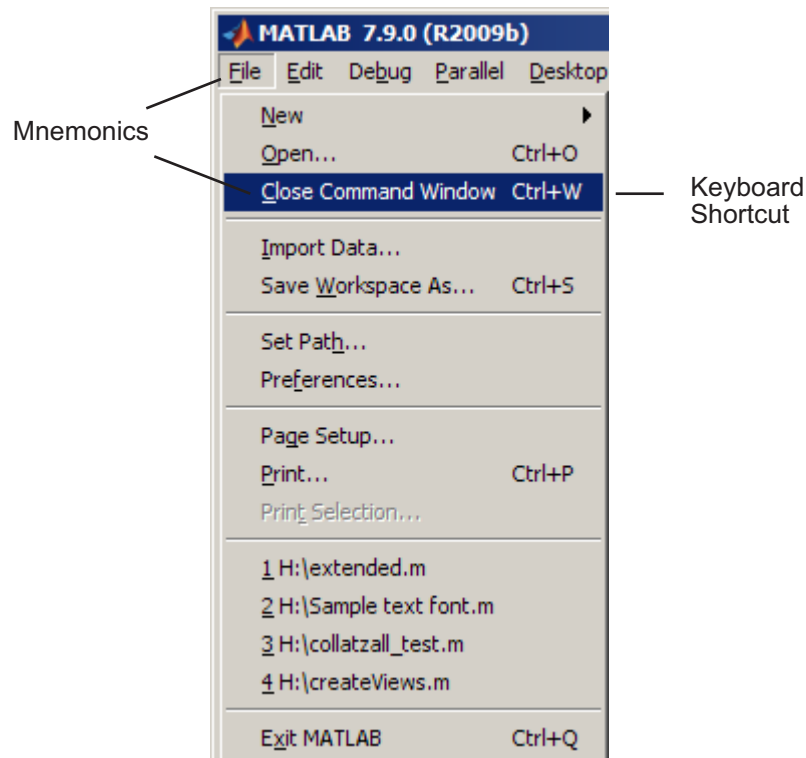 MATLAB 7.9.0 (R2009b)
File Edit Debug Parallel Desktop
Mnemonics
New
Open... Ctrl+O
Close Command Window Ctrl+W
Keyboard
Shortcut
Import Data...
Save Workspace As... Ctrl+S
Set Path...
Preferences...
Page Setup...
Print... Ctrl+P
Print Selection...
1 H:\extended.m
2 H:\Sample text font.m
3 H:\collatzall_test.m
4 H:\createViews.m
Exit MATLAB Ctrl+Q